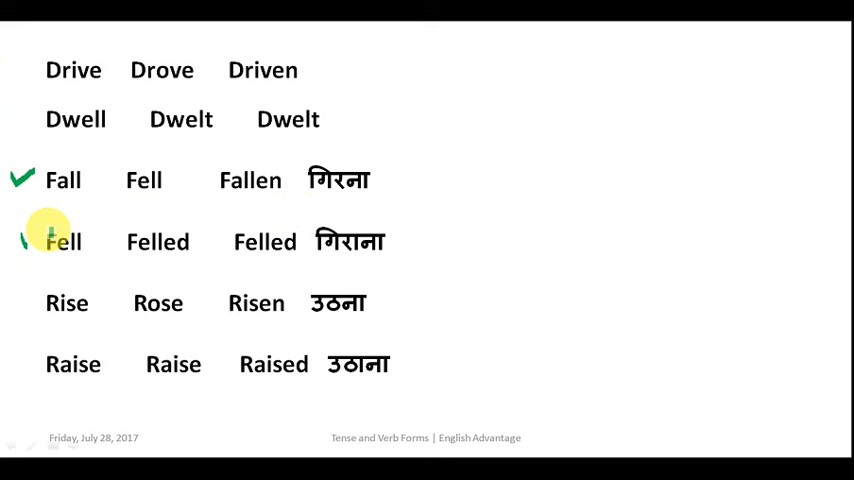 Drive Drove Driven
Dwell Dwelt Dwelt
Fall Fell Fallen गिरना
Fell Felled Felled गिराना
Rise Rose Risen उठना
Raise Raise Raised उठाना
Friday, July 28, 2017 Tense and Verb Forms | English Advantage